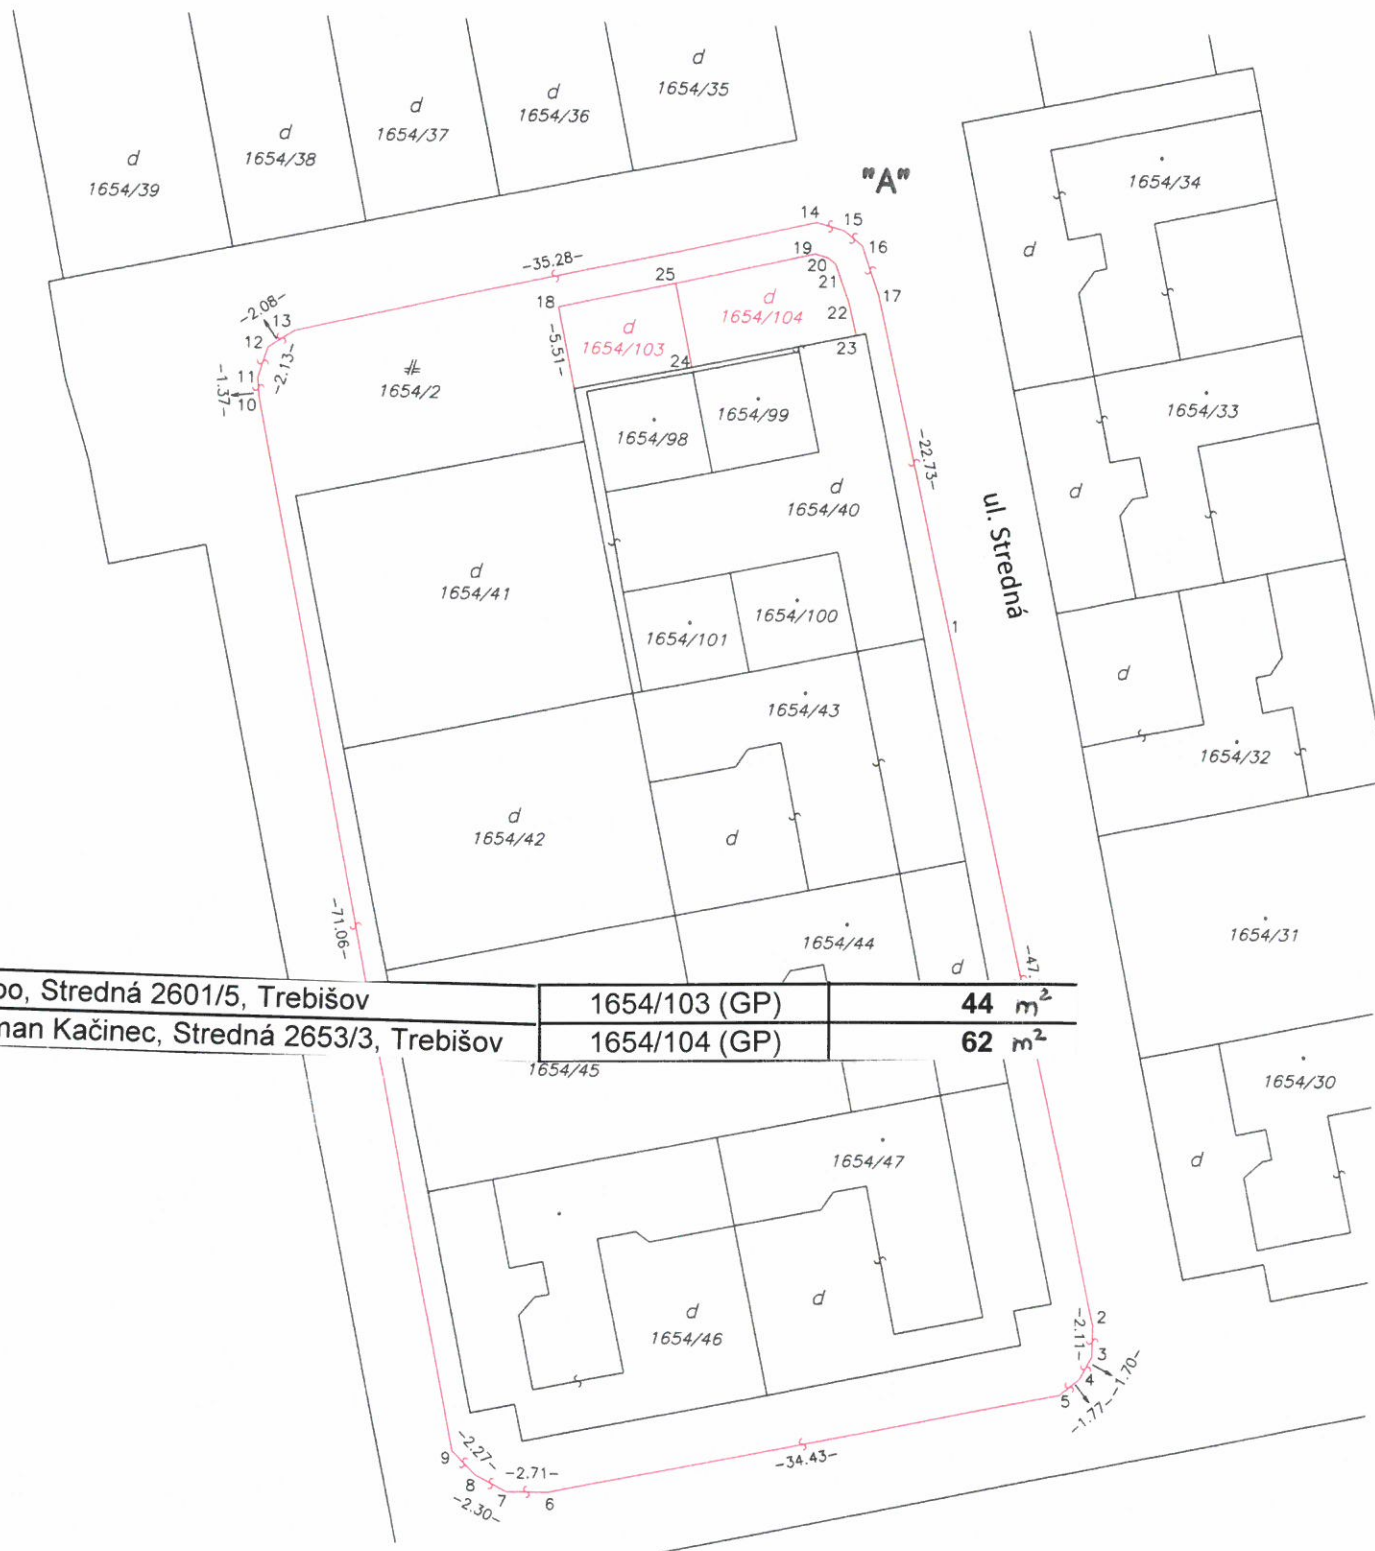 d
1654/35
d
1654/36
d
1654/37
d
1654/38
d
1654/39
"A"
1654/34
d
14
15
16
17
-35.28-
25
19
20
21
22
23
18
d
1654/104
d
1654/103
24
-5.51-
-2.08-
13
12
-2.13-
11
-1.37-
10
1654/2
1654/33
d
1654/98
1654/99
d
1654/40
-22.73-
ul. Stredná
d
1654/41
1654/101
1654/100
1
1654/43
d
1654/32
d
1654/42
d
-71.06-
1654/44
d
-47.
1654/31
oo, Stredná 2601/5, Trebišov 1654/103 (GP) 44 m²
man Kačinec, Stredná 2653/3, Trebišov 1654/104 (GP) 62 m²
1654/45
1654/30
d
1654/47
d
1654/46
d
2
-2.11-
3
4
-1.70-
5
-1.77-
-34.43-
9
-2.27-
8
-2.71-
7
6
-2.30-